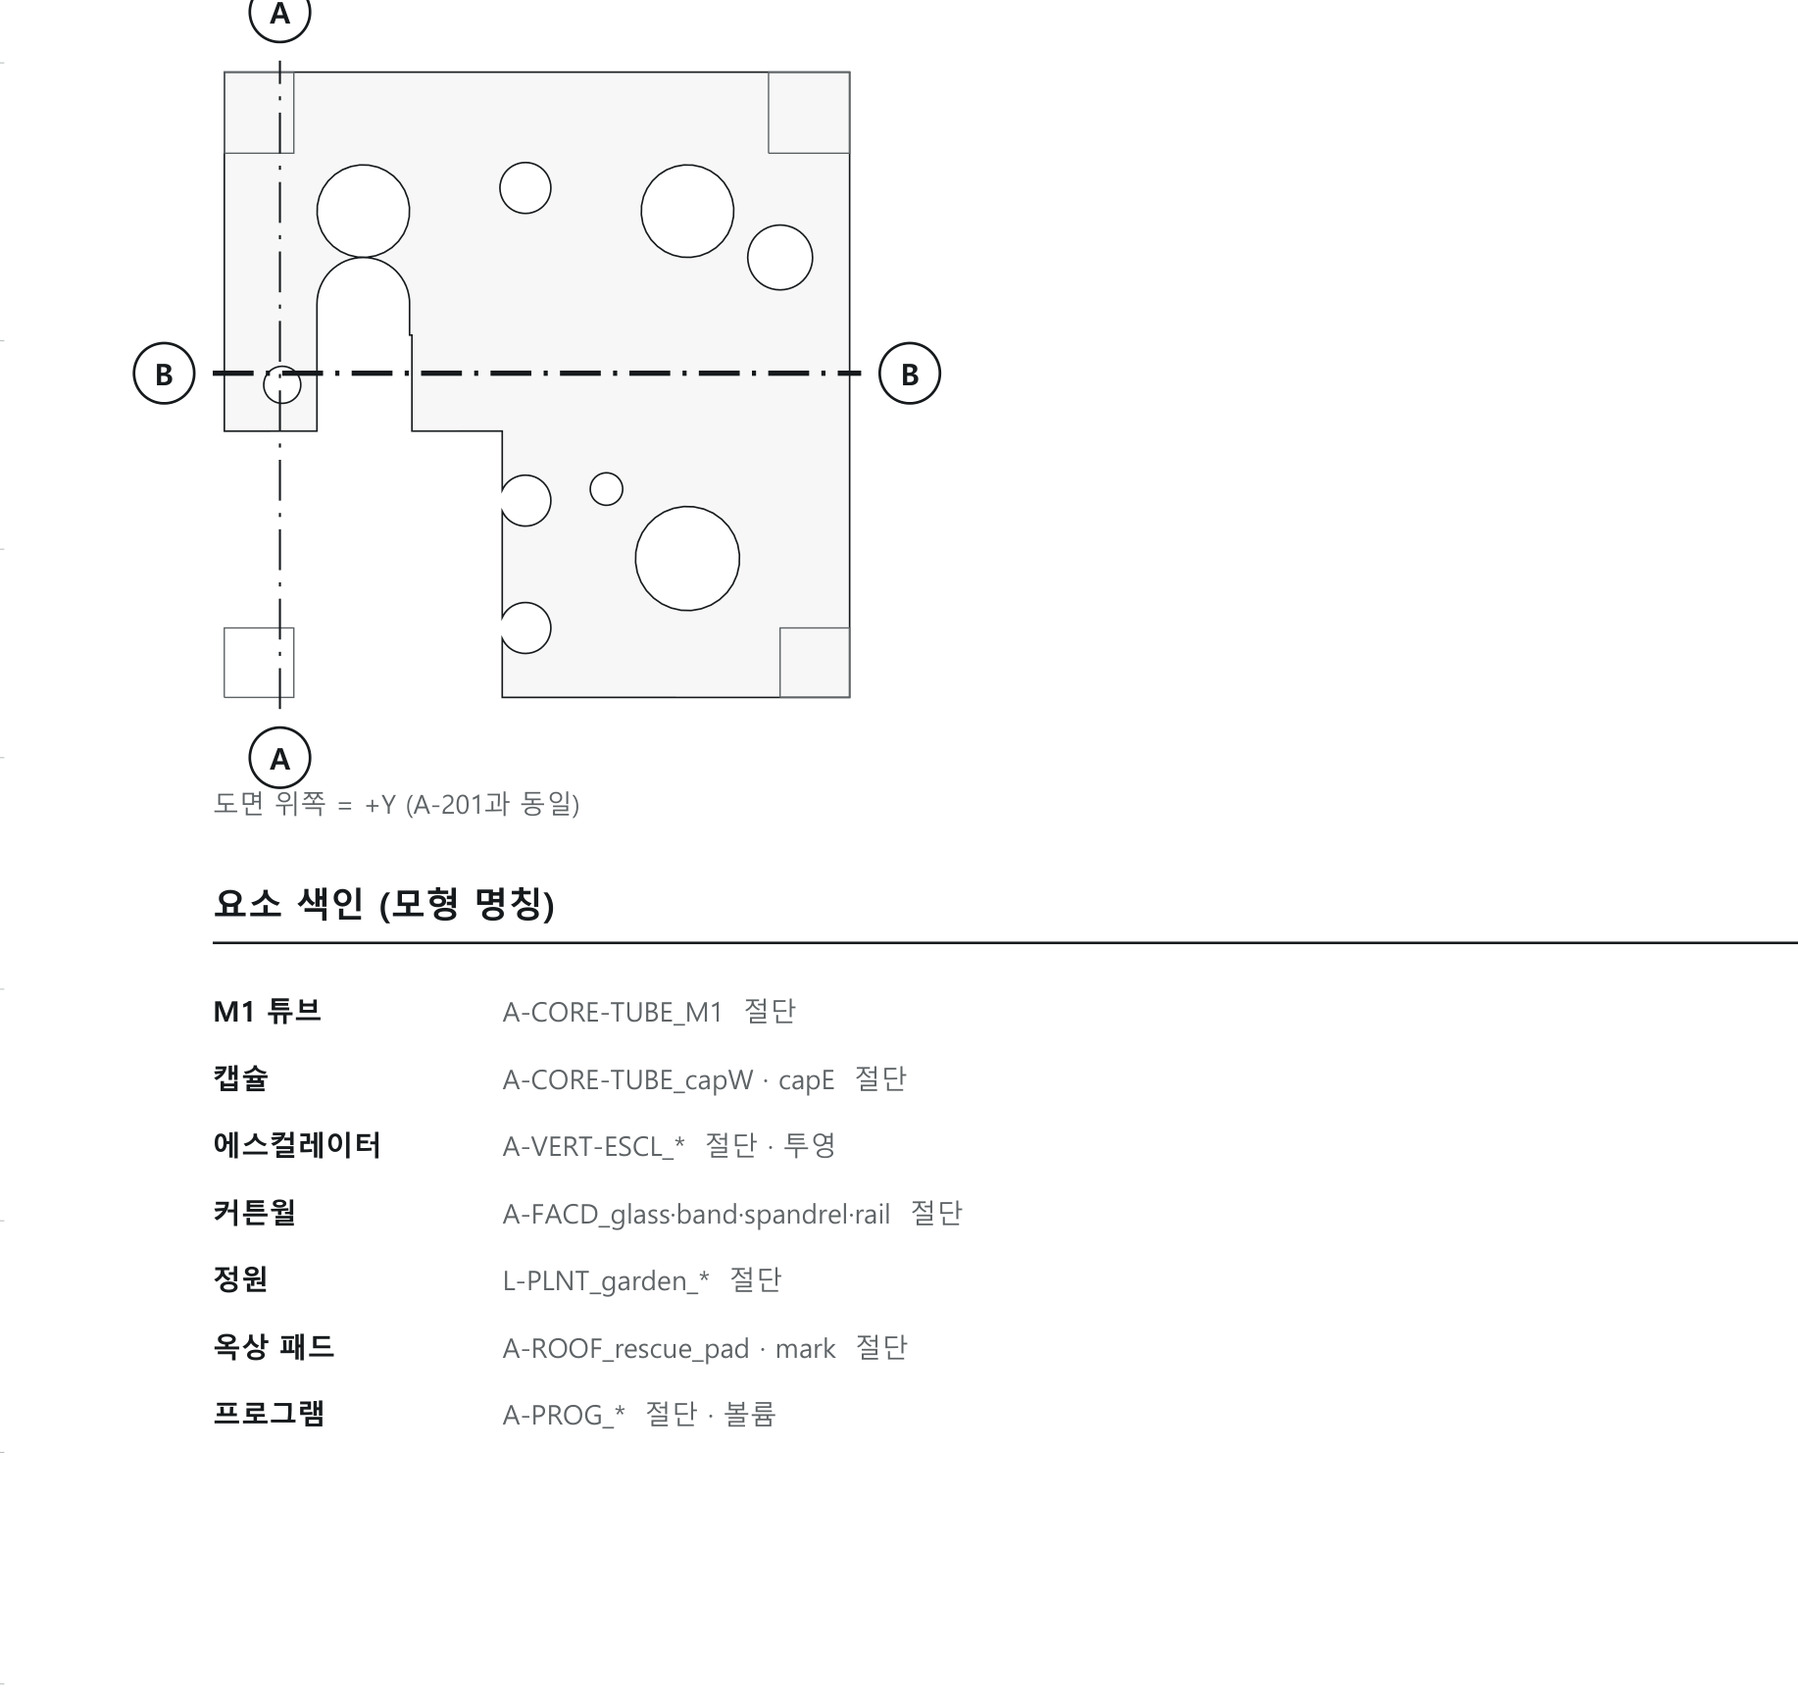 A
B
B
A
도면 위쪽 = +Y (A-201과 동일)
요소 색인 (모형 명칭)
M1 튜브 A-CORE-TUBE_M1 절단
캡슐 A-CORE-TUBE_capW · capE 절단
에스컬레이터 A-VERT-ESCL_* 절단 · 투영
커튼월 A-FACD_glass·band·spandrel·rail 절단
정원 L-PLNT_garden_* 절단
옥상 패드 A-ROOF_rescue_pad · mark 절단
프로그램 A-PROG_* 절단 · 볼륨